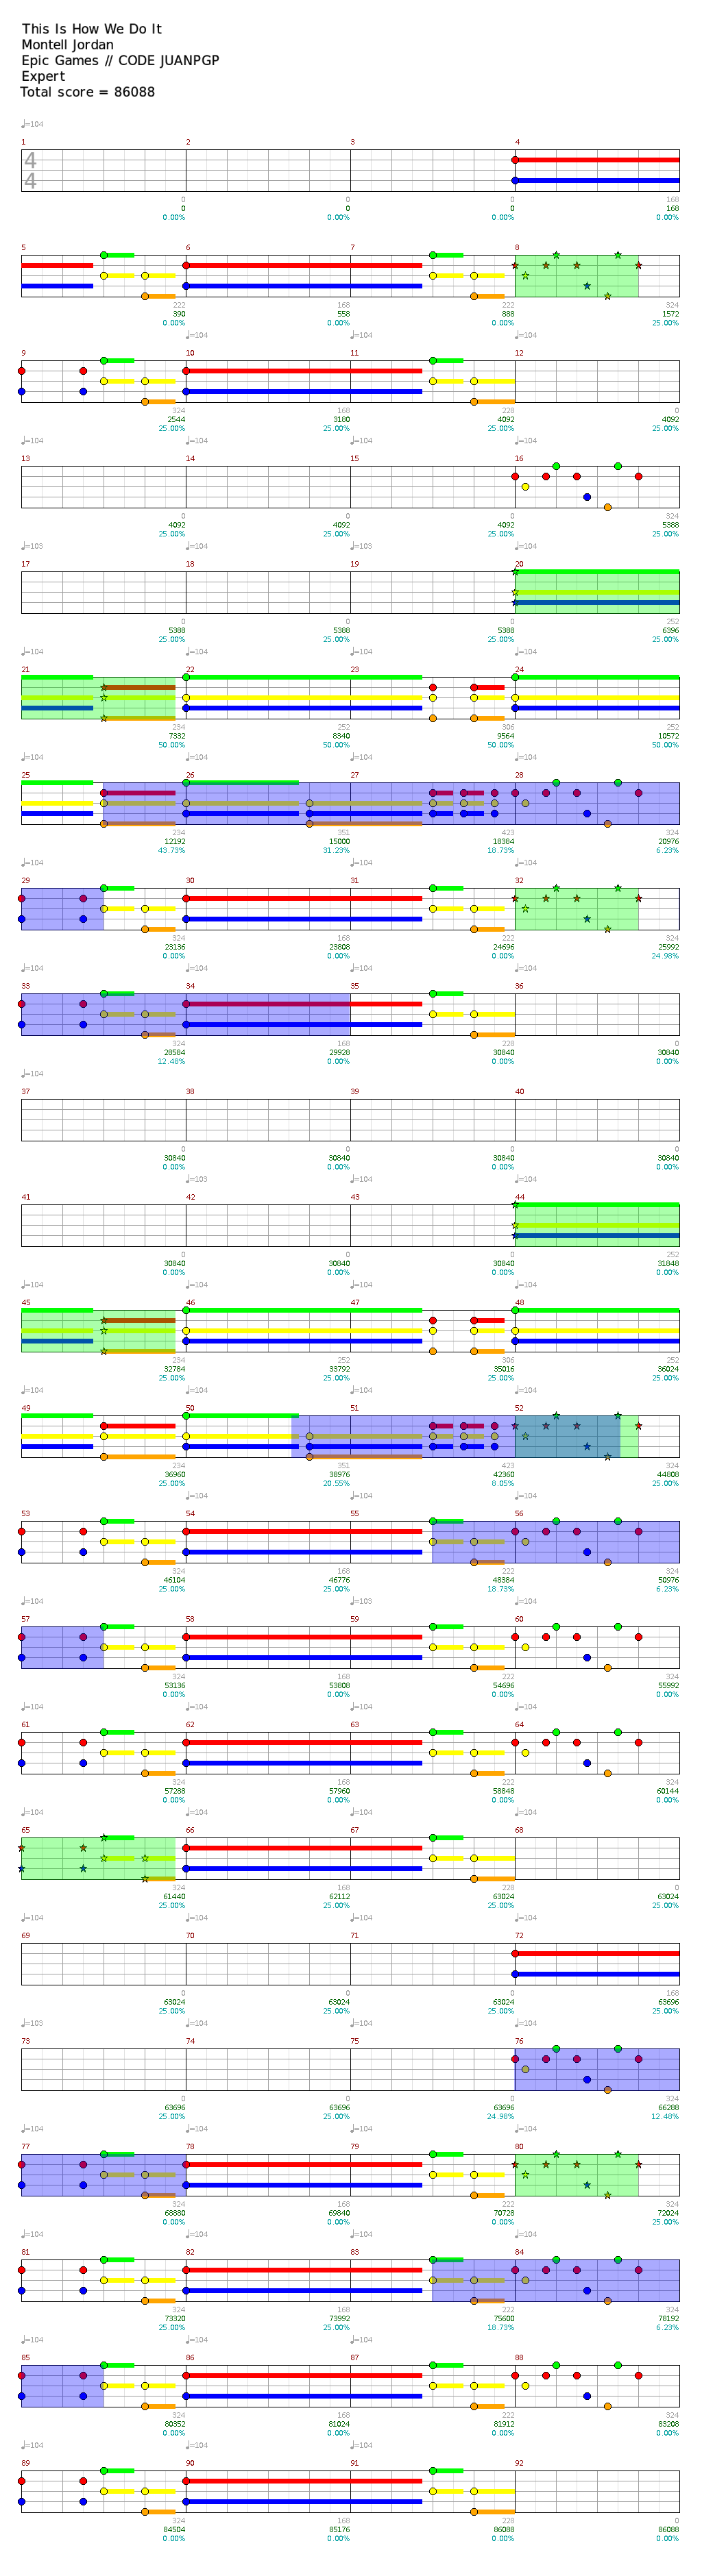 This Is How We Do It
Montell Jordan
Epic Games // CODE JUANPGP
Expert
Total score = 86088
♩=104
1 2 3 4
4
4
0 0 0 168
0 0 0 168
0.00% 0.00% 0.00% 0.00%
5 6 7 8
222 168 222 324
390 558 888 1572
0.00% 0.00% 0.00% 25.00%
♩=104 ♩=104
9 10 11 12
324 168 228 0
2544 3180 4092 4092
25.00% 25.00% 25.00% 25.00%
♩=104 ♩=104 ♩=104
13 14 15 16
0 0 0 324
4092 4092 4092 5388
25.00% 25.00% 25.00% 25.00%
♩=103 ♩=104 ♩=103 ♩=104
17 18 19 20
0 0 0 252
5388 5388 5388 6396
25.00% 25.00% 25.00% 25.00%
♩=104 ♩=104 ♩=104 ♩=104
21 22 23 24
234 252 306 252
7332 8340 9564 10572
50.00% 50.00% 50.00% 50.00%
♩=104 ♩=104 ♩=104 ♩=104
25 26 27 28
234 351 423 324
12192 15000 18384 20976
43.73% 31.23% 18.73% 6.23%
♩=104 ♩=104 ♩=104 ♩=104
29 30 31 32
324 168 222 324
23136 23808 24696 25992
0.00% 0.00% 0.00% 24.98%
♩=104 ♩=104 ♩=104 ♩=104
33 34 35 36
324 168 228 0
28584 29928 30840 30840
12.48% 0.00% 0.00% 0.00%
♩=104
37 38 39 40
0 0 0 0
30840 30840 30840 30840
0.00% 0.00% 0.00% 0.00%
♩=103 ♩=104
41 42 43 44
0 0 0 252
30840 30840 30840 31848
0.00% 0.00% 0.00% 0.00%
♩=104 ♩=104 ♩=104 ♩=104
45 46 47 48
234 252 306 252
32784 33792 35016 36024
25.00% 25.00% 25.00% 25.00%
♩=104 ♩=104 ♩=104 ♩=104
49 50 51 52
234 351 423 324
36960 38976 42360 44808
25.00% 20.55% 8.05% 25.00%
♩=104 ♩=104 ♩=104
53 54 55 56
324 168 222 324
46104 46776 48384 50976
25.00% 25.00% 18.73% 6.23%
♩=104 ♩=103 ♩=104
57 58 59 60
324 168 222 324
53136 53808 54696 55992
0.00% 0.00% 0.00% 0.00%
♩=104 ♩=104 ♩=104 ♩=104
61 62 63 64
324 168 222 324
57288 57960 58848 60144
0.00% 0.00% 0.00% 0.00%
♩=104 ♩=104 ♩=104 ♩=104
65 66 67 68
324 168 228 0
61440 62112 63024 63024
25.00% 25.00% 25.00% 25.00%
♩=104 ♩=104 ♩=104
69 70 71 72
0 0 0 168
63024 63024 63024 63696
25.00% 25.00% 25.00% 25.00%
♩=103 ♩=104 ♩=104 ♩=104
73 74 75 76
0 0 0 324
63696 63696 63696 66288
25.00% 25.00% 24.98% 12.48%
♩=104 ♩=104 ♩=104 ♩=104
77 78 79 80
324 168 222 324
68880 69840 70728 72024
0.00% 0.00% 0.00% 25.00%
♩=104 ♩=104 ♩=104 ♩=104
81 82 83 84
324 168 222 324
73320 73992 75600 78192
25.00% 25.00% 18.73% 6.23%
♩=104 ♩=104 ♩=104 ♩=104
85 86 87 88
324 168 222 324
80352 81024 81912 83208
0.00% 0.00% 0.00% 0.00%
♩=104 ♩=104 ♩=104
89 90 91 92
324 168 228 0
84504 85176 86088 86088
0.00% 0.00% 0.00% 0.00%